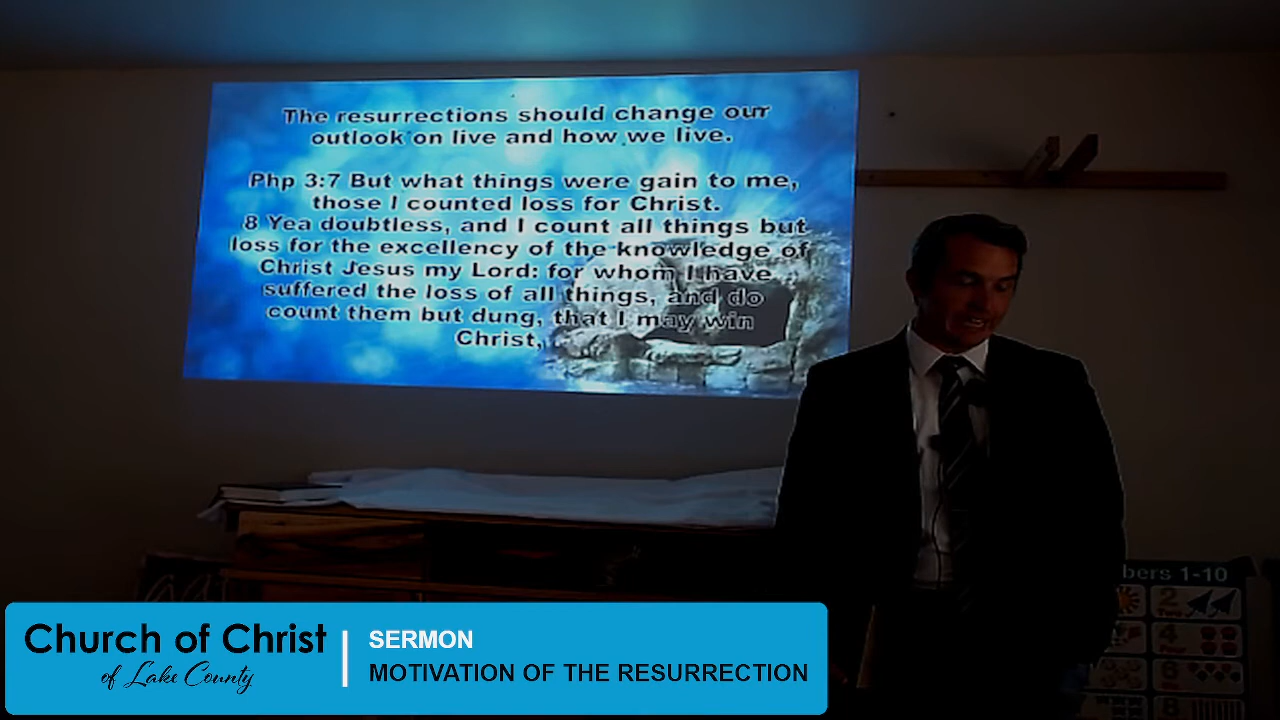 The resurrections should change our
outlook on live and how we live.
Php 3:7 But what things were gain to me,
those I counted loss for Christ.
8 Yea doubtless, and I count all things but
loss for the excellency of the knowledge of
Christ Jesus my Lord: for whom I have
suffered the loss of all things, and do
count them but dung, that I may win
Christ,
bers 1-10
2
4
6
8
Church of Christ
of Lake County
SERMON
MOTIVATION OF THE RESURRECTION